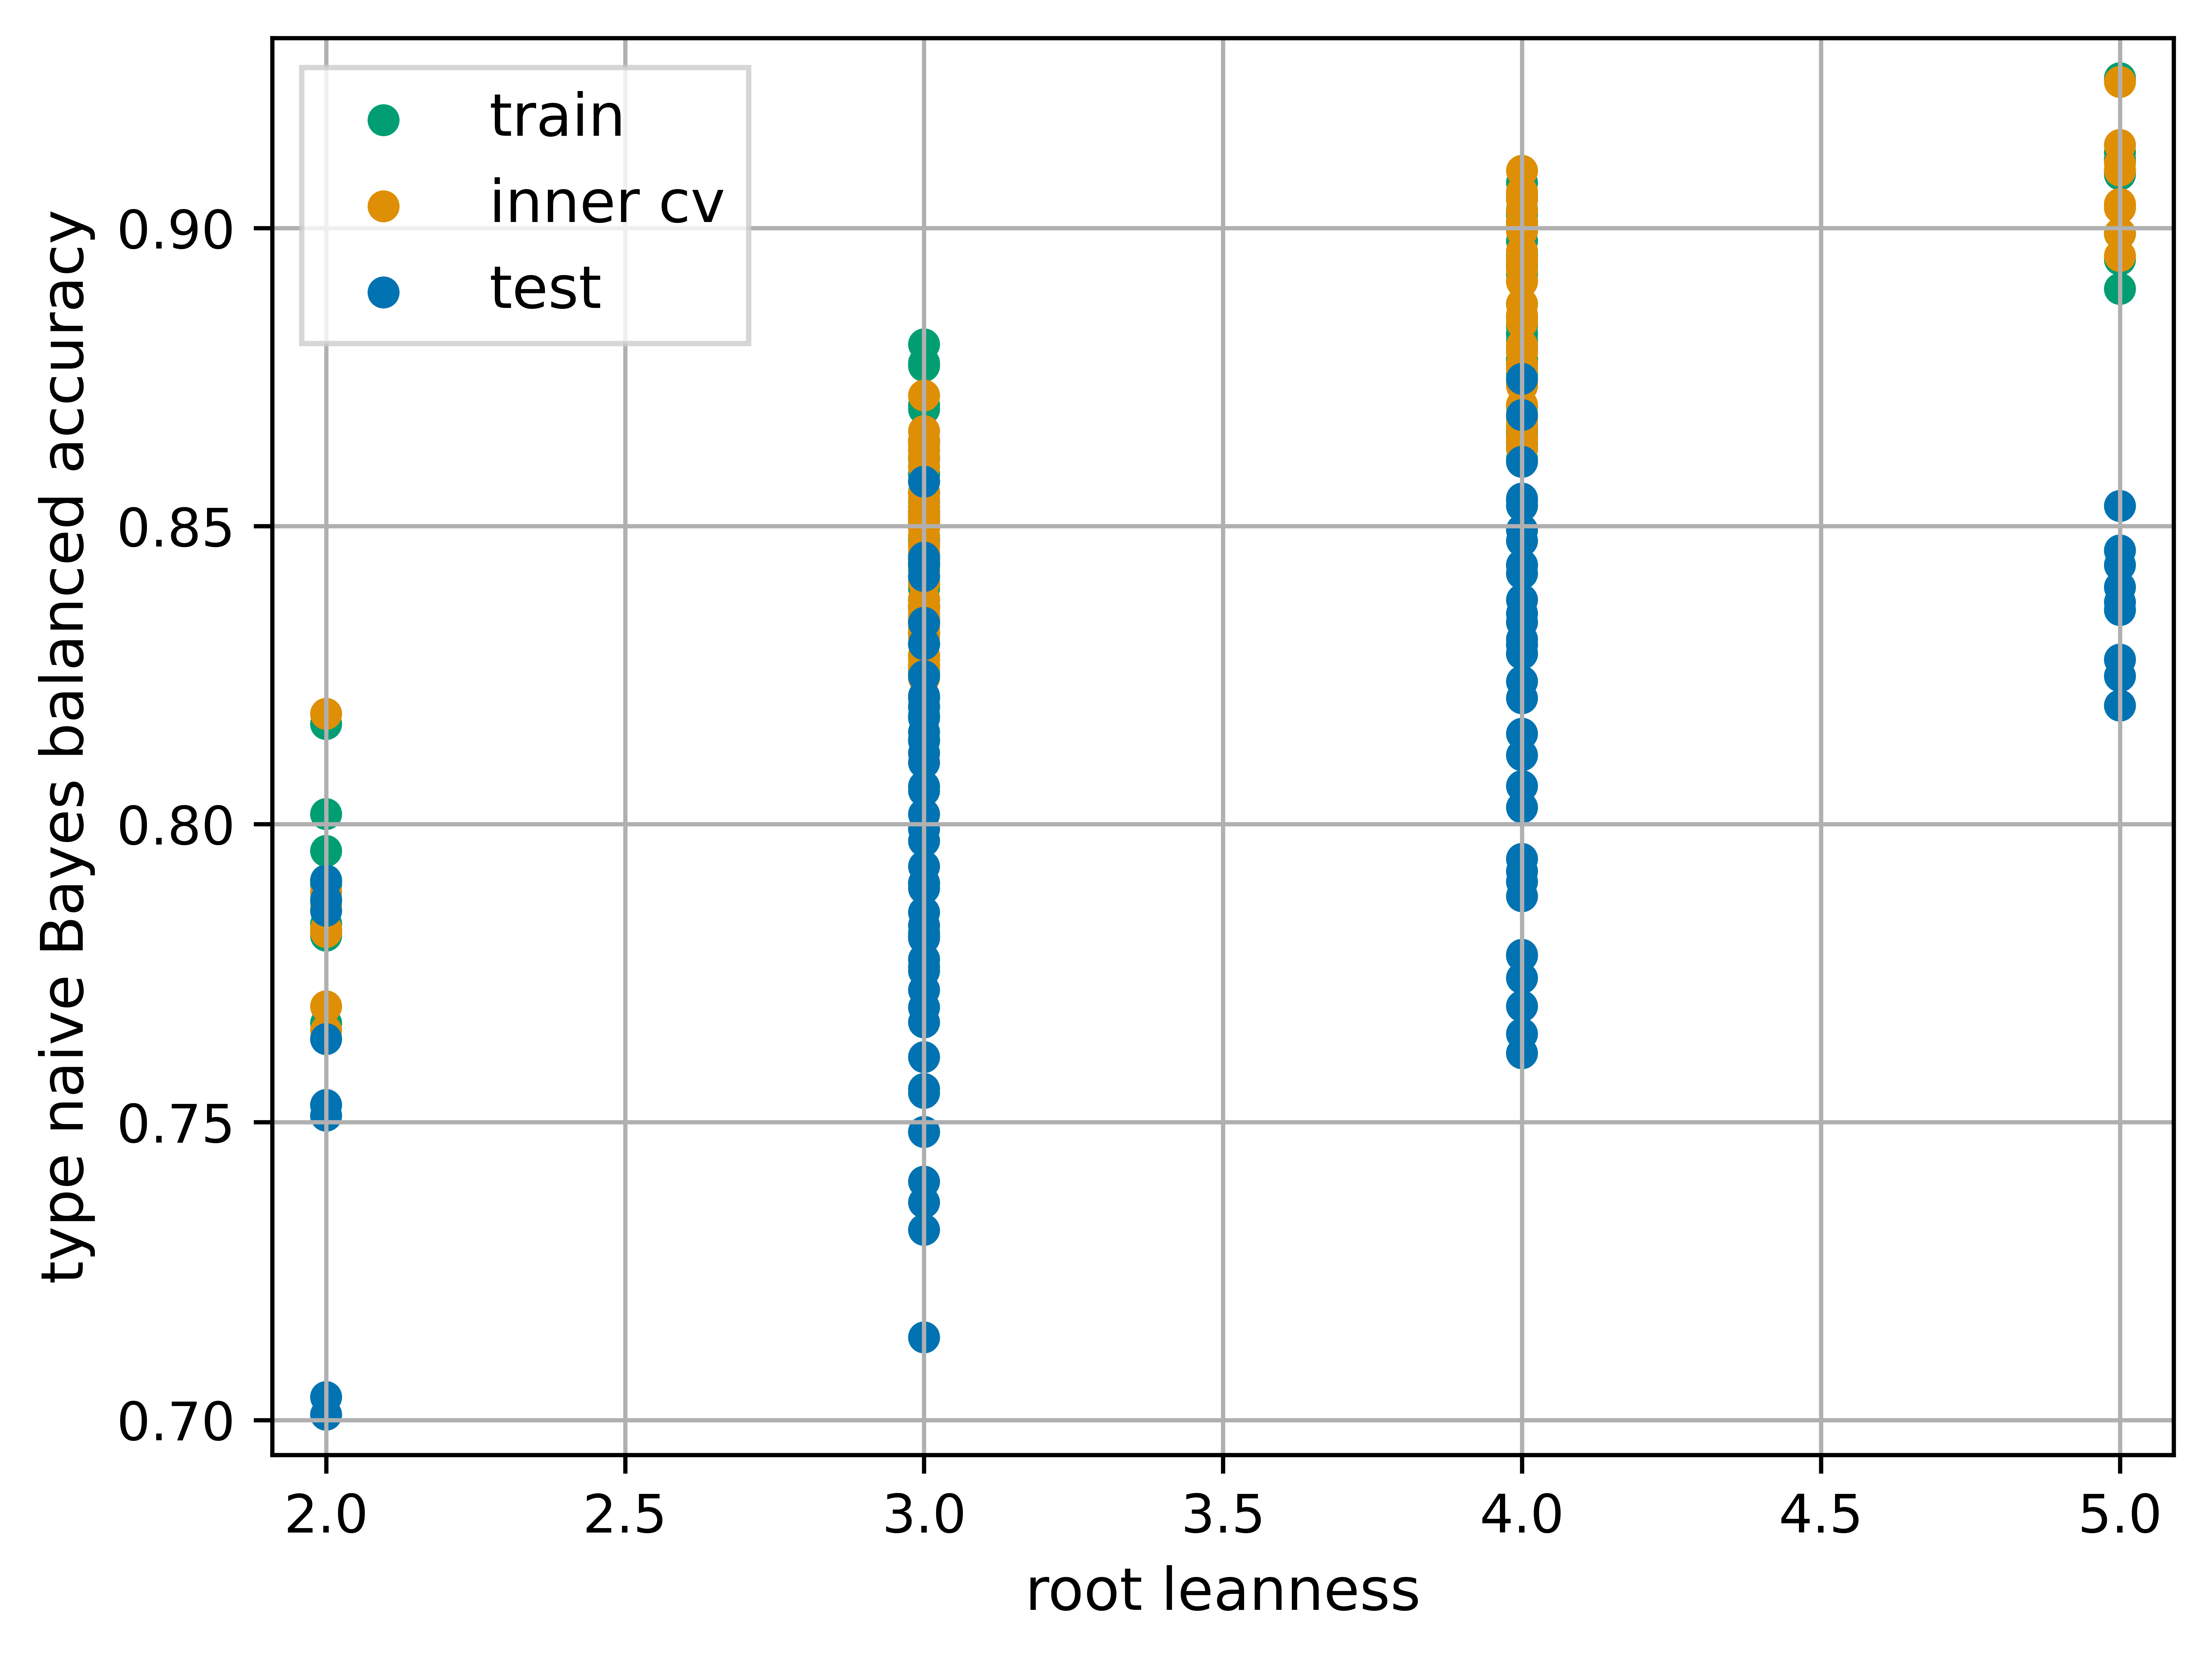 train
inner cv
test
type naive Bayes balanced accuracy
0.90
0.85
0.80
0.75
0.70
2.0 2.5 3.0 3.5 4.0 4.5 5.0
root leanness